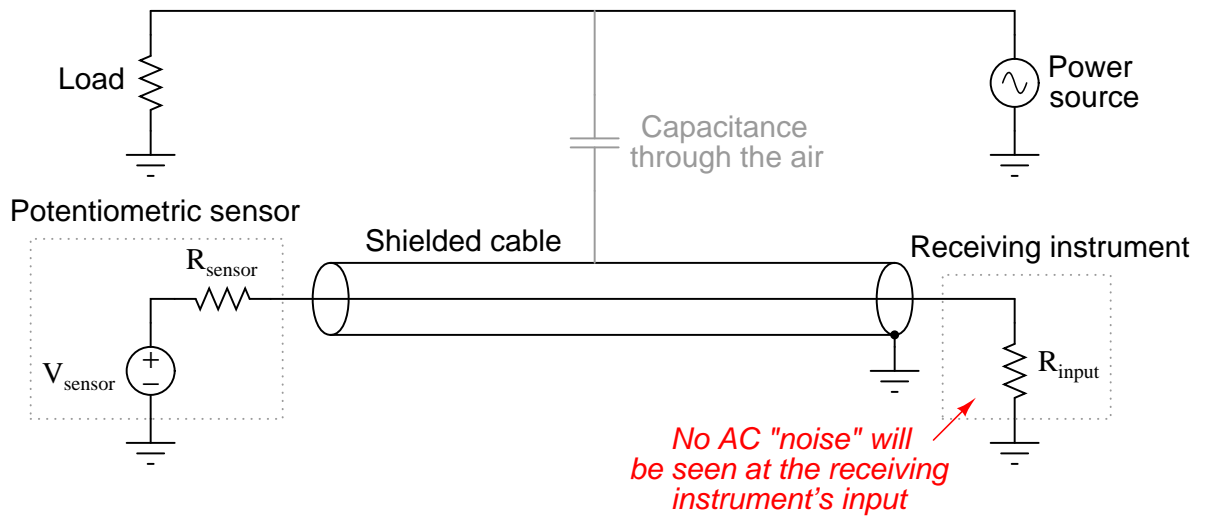 Load
Power
source
Capacitance
through the air
Potentiometric sensor
Shielded cable
Receiving instrument
Rsensor
Vsensor
+
−
Rinput
No AC "noise" will
be seen at the receiving
instrument's input